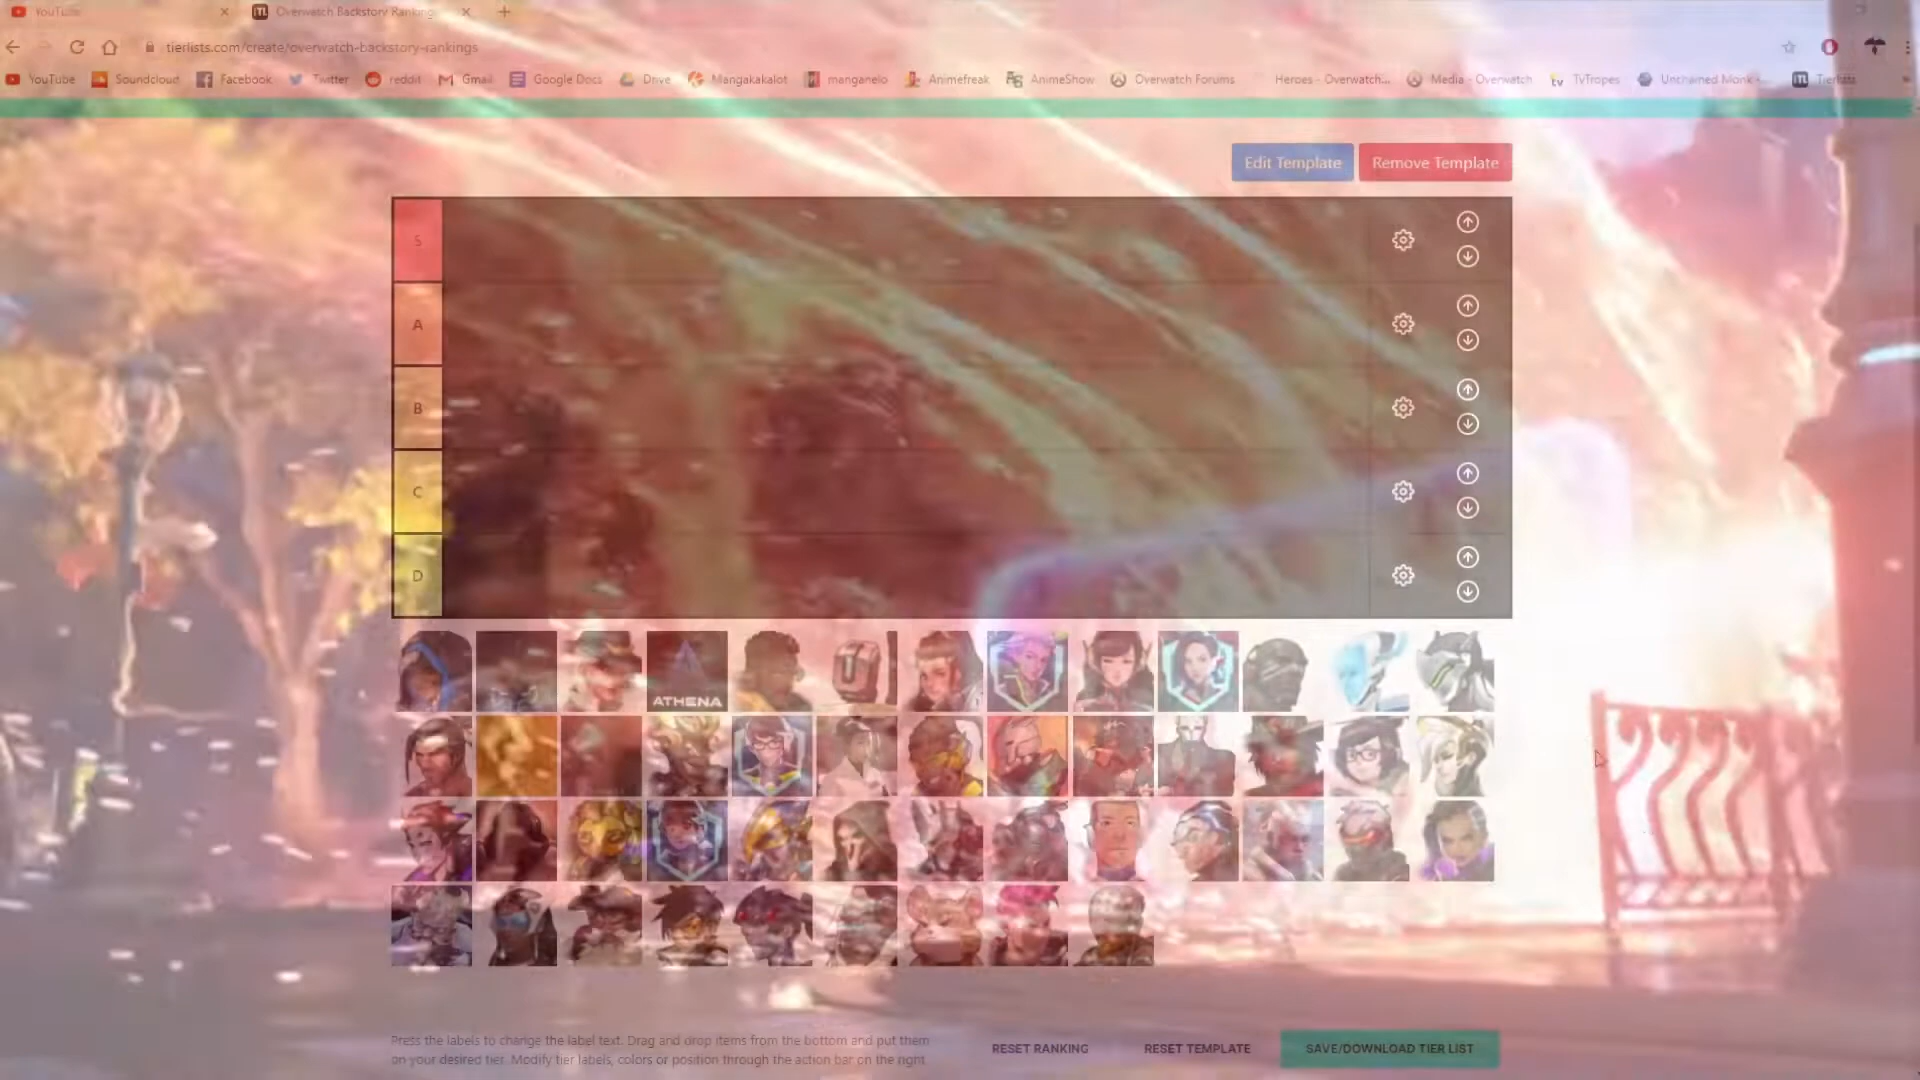 YouTube
Overwatch Backstory Ranking
tierlists.com/create/overwatch-backstory-rankings
YouTube Soundcloud Facebook Twitter reddit Gmail Google Docs Drive Mangakakalot manganelo Animefreak AnimeShow Overwatch Forums Heroes - Overwatch... Media - Overwatch TVTropes Unchained Monk Tierlists
Edit Template Remove Template
S
A
B
C
D
ATHENA
Press the labels to change the label text. Drag and drop items from the bottom and put them
on your desired tier. Modify tier labels, colors or position through the action bar on the right.
RESET RANKING RESET TEMPLATE SAVE/DOWNLOAD TIER LIST